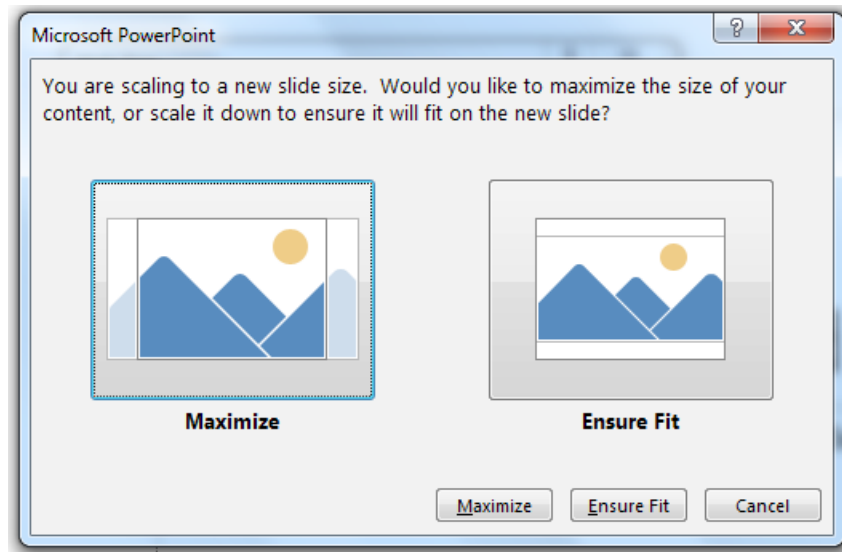 Microsoft PowerPoint
You are scaling to a new slide size.  Would you like to maximize the size of your
content, or scale it down to ensure it will fit on the new slide?
Maximize
Ensure Fit
Maximize
Ensure Fit
Cancel